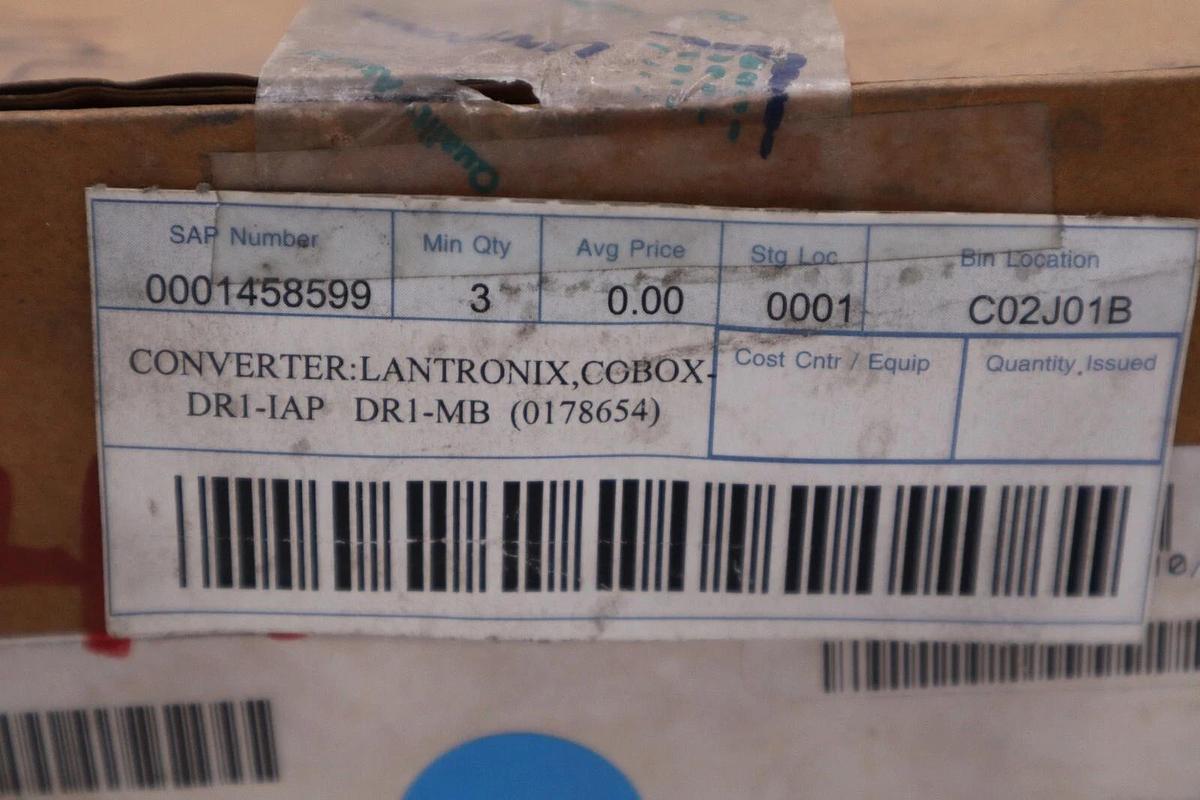 Quality
SAP Number
0001458599
Min Qty
3
Avg Price
0.00
Stg Loc
0001
Bin Location
C02J01B
CONVERTER:LANTRONIX,COBOX-
DR1-IAP DR1-MB (0178654)
Cost Cntr / Equip
Quantity Issued